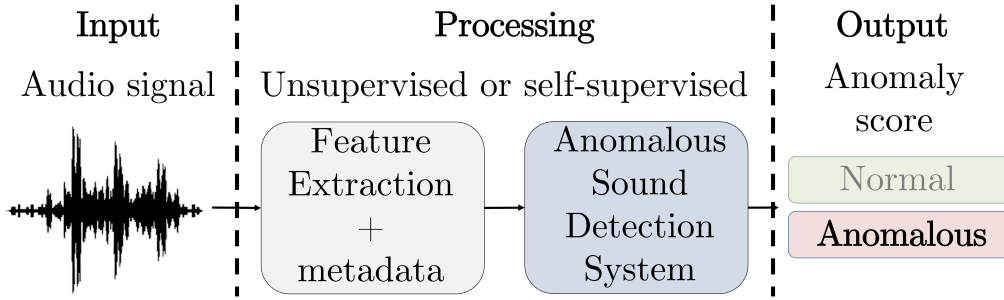 Input
Audio signal
Processing
Unsupervised or self-supervised
Feature
Extraction
+
metadata
Anomalous
Sound
Detection
System
Output
Anomaly
score
Normal
Anomalous